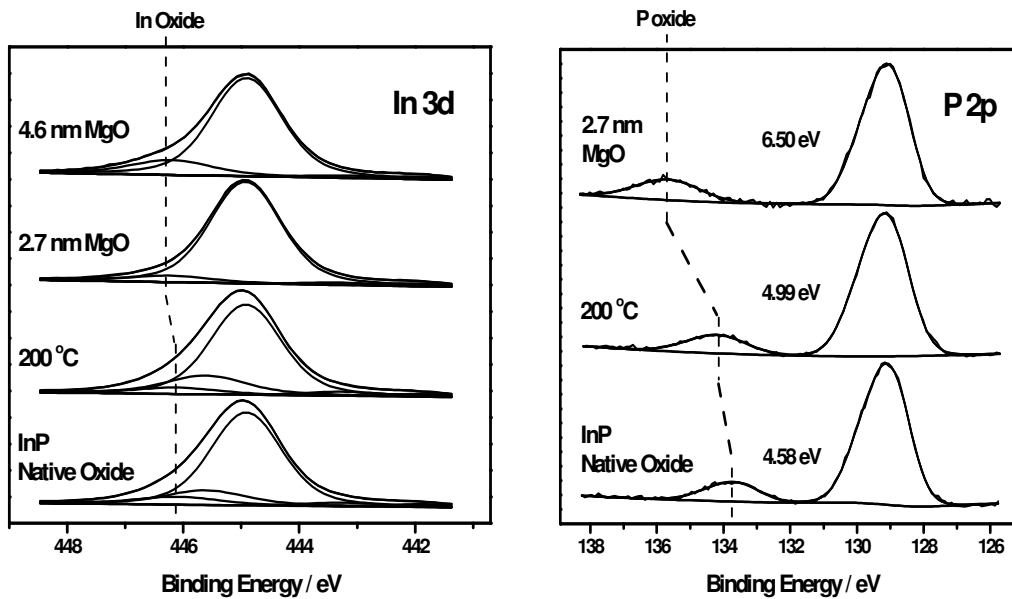 In Oxide
In 3d
4.6 nm MgO
2.7 nm MgO
200 °C
InP
Native Oxide
448 446 444 442
Binding Energy / eV
P oxide
P 2p
2.7 nm
MgO
6.50 eV
200 °C
4.99 eV
InP
Native Oxide
4.58 eV
138 136 134 132 130 128 126
Binding Energy / eV